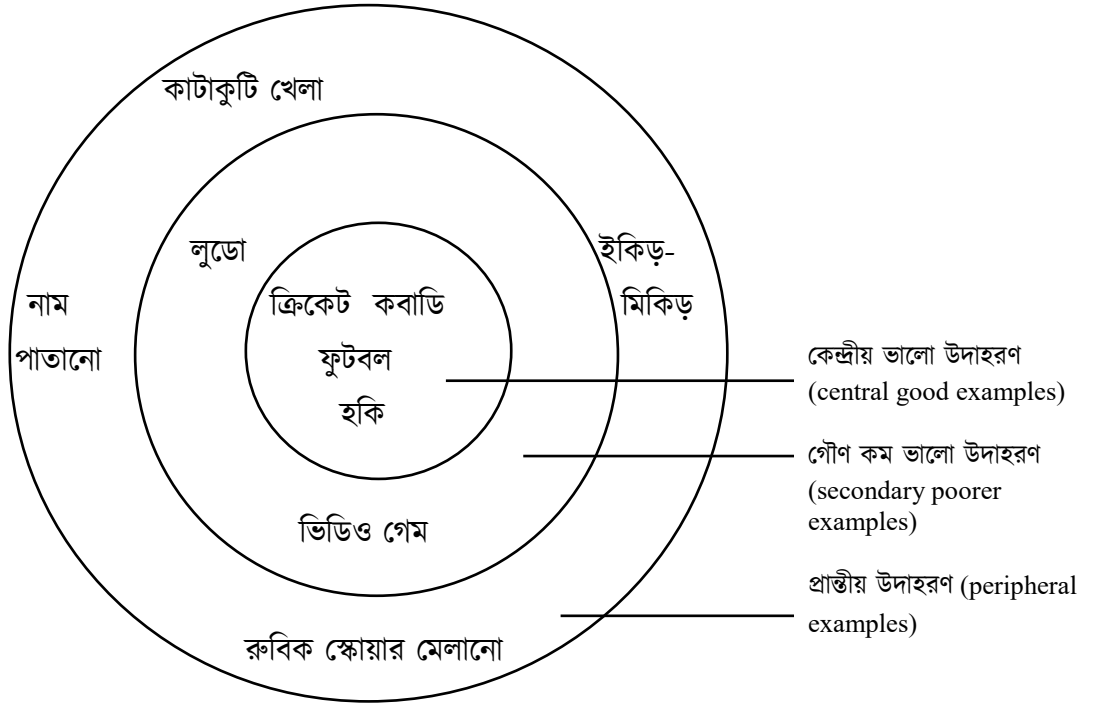 কাটাকুটি খেলা
লুডো
ইকিড়-
মিকিড়
নাম
পাতানো
ক্রিকেট কবাডি
ফুটবল
হকি
ভিডিও গেম
রুবিক স্কোয়ার মেলানো
কেন্দ্রীয় ভালো উদাহরণ
(central good examples)
গৌণ কম ভালো উদাহরণ
(secondary poorer
examples)
প্রান্তীয় উদাহরণ (peripheral
examples)